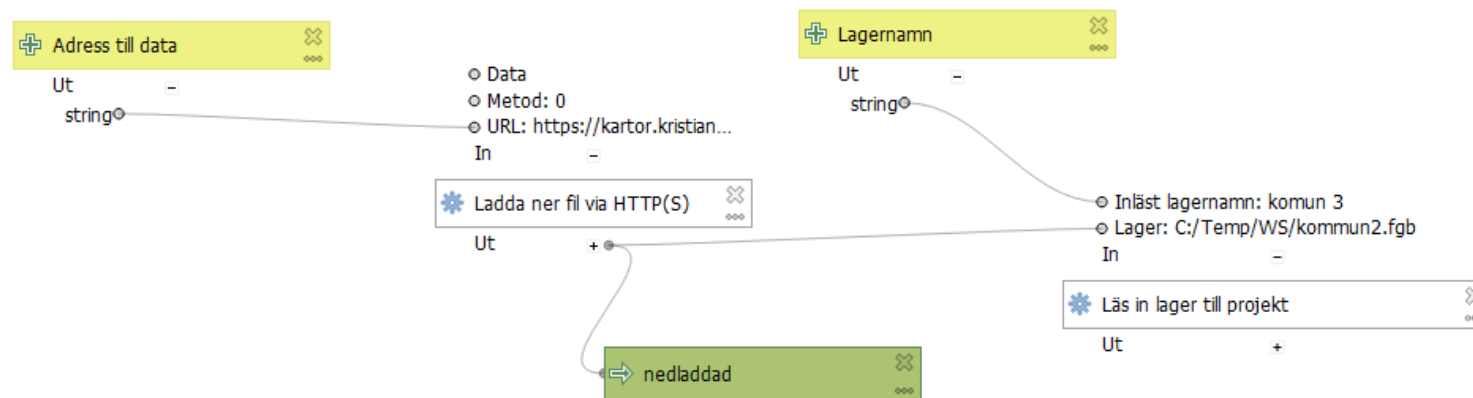 Adress till data
Ut
string
Data
Metod: 0
URL: https://kartor.kristian...
In
Ladda ner fil via HTTP(S)
Ut
nedladdad
Lagernamn
Ut
string
Inläst lagernamn: komun 3
Lager: C:/Temp/WS/kommun2.fgb
In
Läs in lager till projekt
Ut